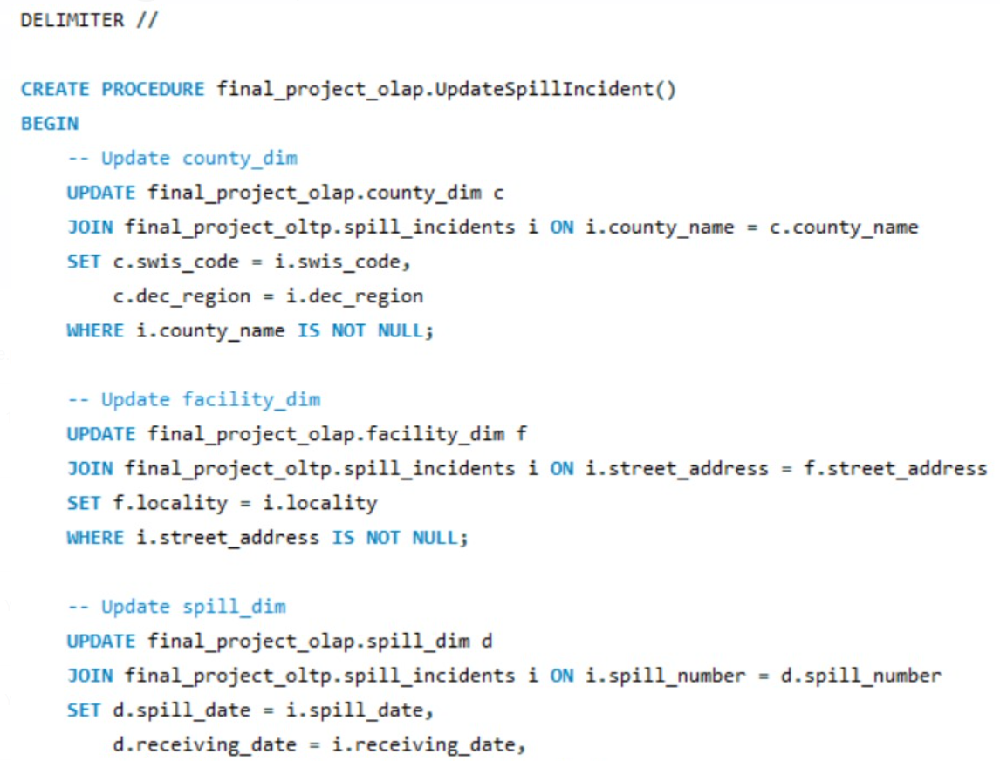 DELIMITER //
CREATE PROCEDURE final_project_olap.UpdateSpillIncident()
BEGIN
    -- Update county_dim
    UPDATE final_project_olap.county_dim c
    JOIN final_project_oltp.spill_incidents i ON i.county_name = c.county_name
    SET c.swis_code = i.swis_code,
        c.dec_region = i.dec_region
    WHERE i.county_name IS NOT NULL;
    -- Update facility_dim
    UPDATE final_project_olap.facility_dim f
    JOIN final_project_oltp.spill_incidents i ON i.street_address = f.street_address
    SET f.locality = i.locality
    WHERE i.street_address IS NOT NULL;
    -- Update spill_dim
    UPDATE final_project_olap.spill_dim d
    JOIN final_project_oltp.spill_incidents i ON i.spill_number = d.spill_number
    SET d.spill_date = i.spill_date,
        d.receiving_date = i.receiving_date,